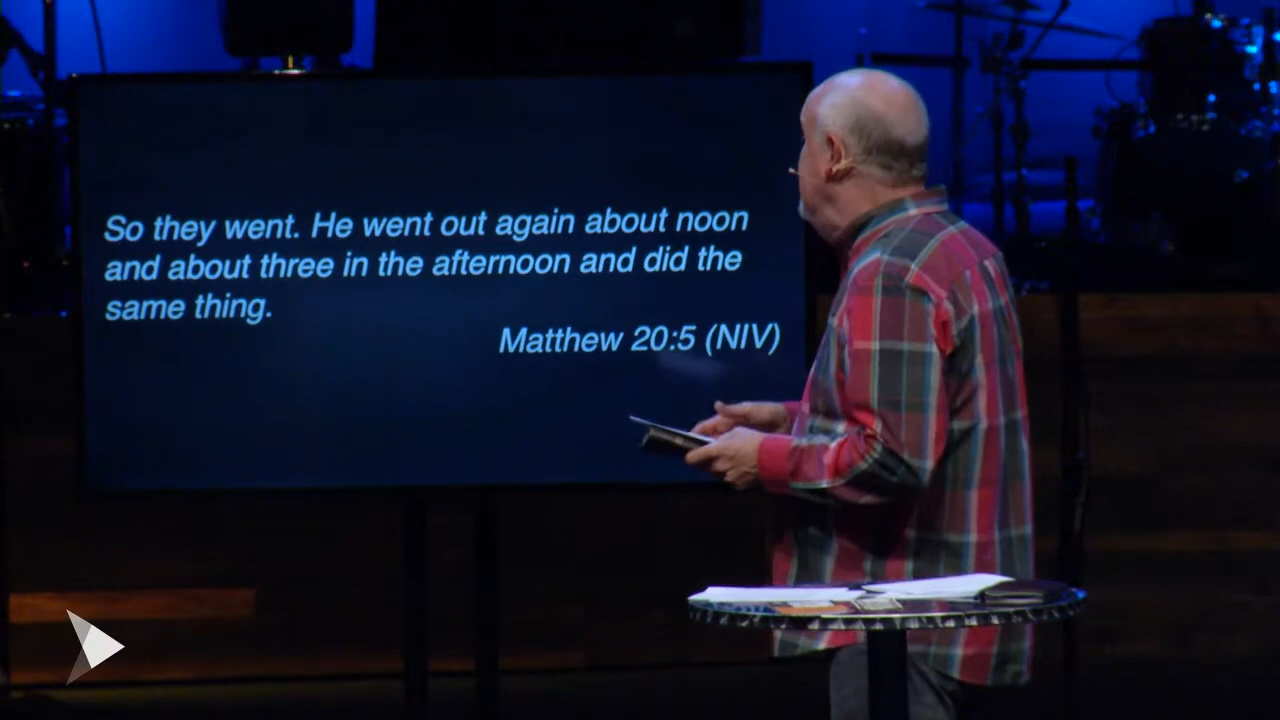 So they went. He went out again about noon
and about three in the afternoon and did the
same thing.
Matthew 20:5 (NIV)